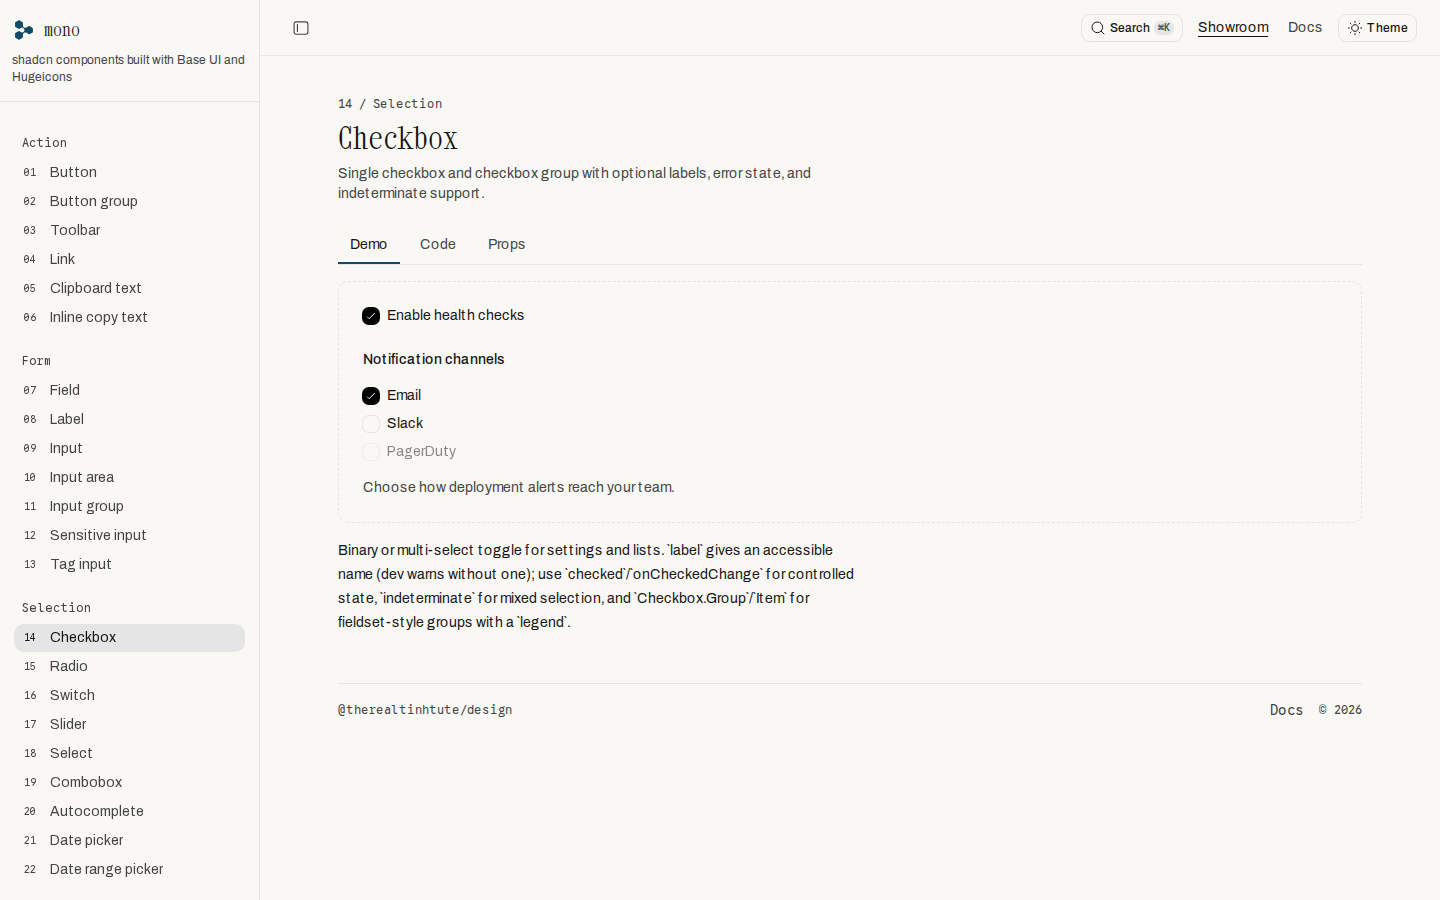 mono
shadcn components built with Base UI and
Hugeicons
Action
01 Button
02 Button group
03 Toolbar
04 Link
05 Clipboard text
06 Inline copy text
Form
07 Field
08 Label
09 Input
10 Input area
11 Input group
12 Sensitive input
13 Tag input
Selection
14 Checkbox
15 Radio
16 Switch
17 Slider
18 Select
19 Combobox
20 Autocomplete
21 Date picker
22 Date range picker
Search ⌘K Showroom Docs Theme
14 / Selection
Checkbox
Single checkbox and checkbox group with optional labels, error state, and
indeterminate support.
Demo Code Props
Enable health checks
Notification channels
Email
Slack
PagerDuty
Choose how deployment alerts reach your team.
Binary or multi-select toggle for settings and lists. `label` gives an accessible
name (dev warns without one); use `checked`/`onCheckedChange` for controlled
state, `indeterminate` for mixed selection, and `Checkbox.Group`/`Item` for
fieldset-style groups with a `legend`.
@therealtinhtute/design Docs © 2026